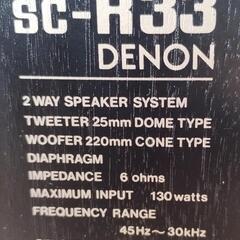 SC-R33
DENON
2 WAY SPEAKER SYSTEM
TWEETER 25mm DOME TYPE
WOOFER 220mm CONE TYPE
DIAPHRAGM
IMPEDANCE 6 ohms
MAXIMUM INPUT 130 watts
FREQUENCY RANGE
45Hz~30kHz